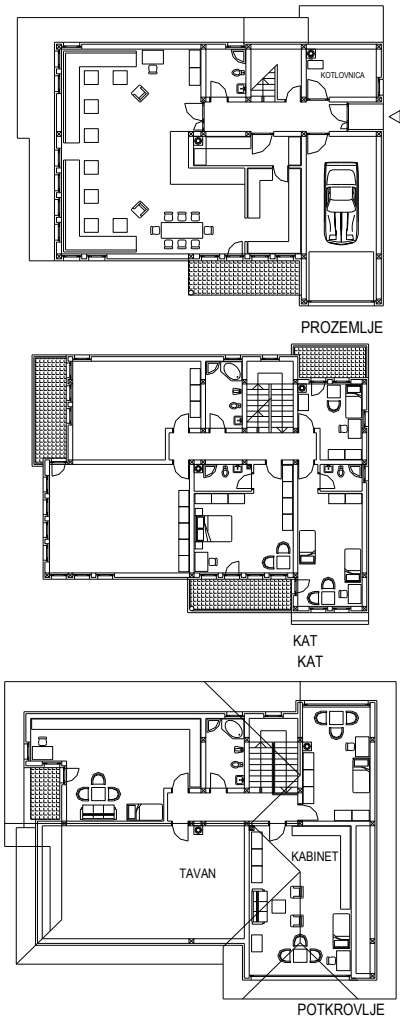 KOTLOVNICA
PROZEMLJE
KAT
KAT
KABINET
TAVAN
POTKROVLJE